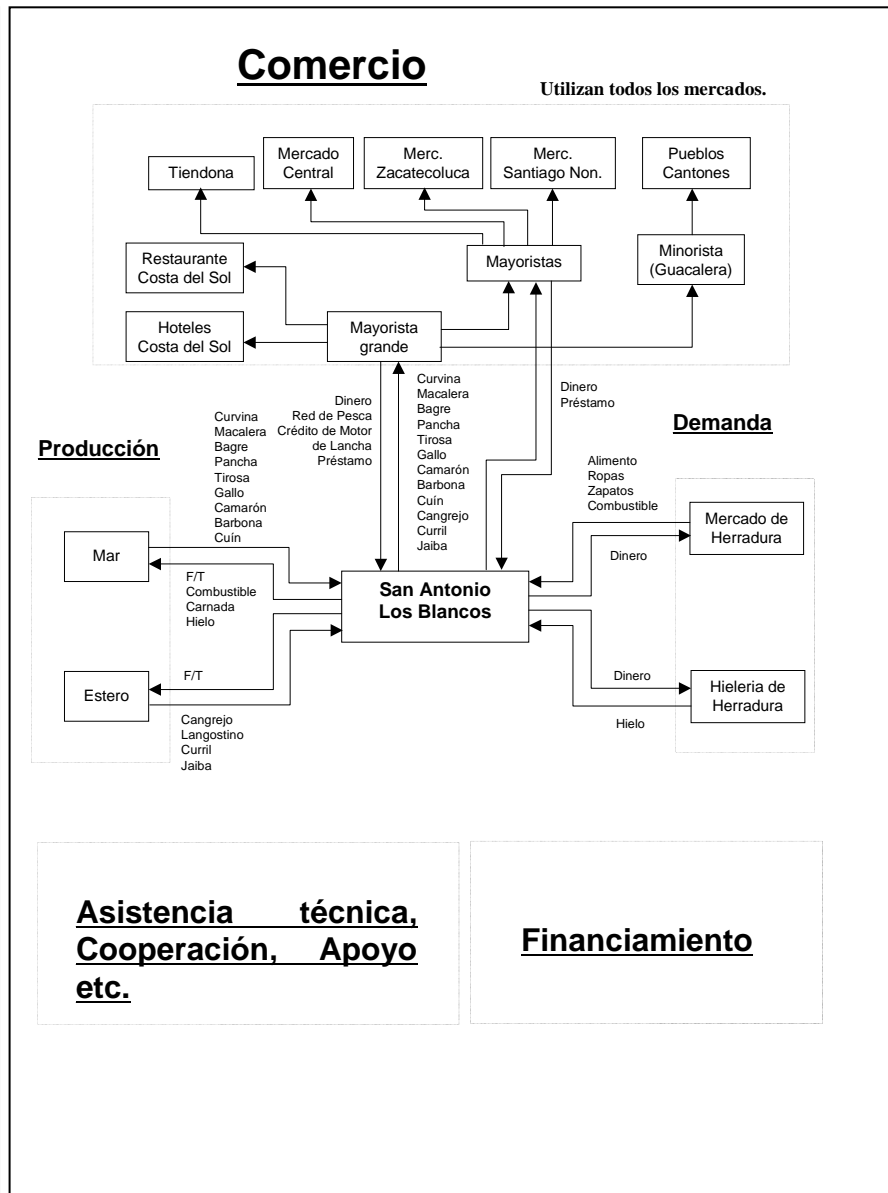 Comercio
Utilizan todos los mercados.
Tiendona
Mercado
Central
Merc.
Zacatecoluca
Merc.
Santiago Non.
Pueblos
Cantones
Restaurante
Costa del Sol
Mayoristas
Minorista
(Guacalera)
Hoteles
Costa del Sol
Mayorista
grande
Dinero
Red de Pesca
Crédito de Motor
de Lancha
Préstamo
Curvina
Macalera
Bagre
Pancha
Tirosa
Gallo
Camarón
Barbona
Cuín
Cangrejo
Curril
Jaiba
Dinero
Préstamo
Producción
Curvina
Macalera
Bagre
Pancha
Tirosa
Gallo
Camarón
Barbona
Cuín
Demanda
Alimento
Ropas
Zapatos
Combustible
Mar
F/T
Combustible
Carnada
Hielo
San Antonio
Los Blancos
Dinero
Mercado de
Herradura
Estero
F/T
Cangrejo
Langostino
Curril
Jaiba
Dinero
Hielo
Hieleria de
Herradura
Asistencia técnica,
Cooperación, Apoyo
etc.
Financiamiento